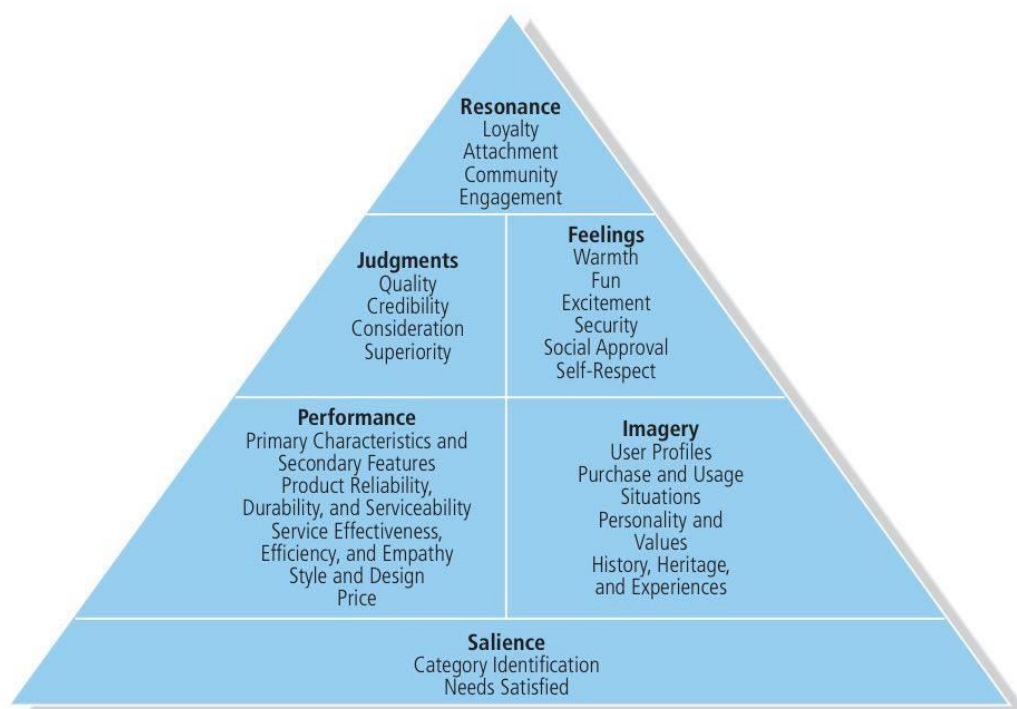 Resonance
Loyalty
Attachment
Community
Engagement
Judgments
Quality
Credibility
Consideration
Superiority
Feelings
Warmth
Fun
Excitement
Security
Social Approval
Self-Respect
Performance
Primary Characteristics and
Secondary Features
Product Reliability,
Durability, and Serviceability
Service Effectiveness,
Efficiency, and Empathy
Style and Design
Price
Imagery
User Profiles
Purchase and Usage
Situations
Personality and
Values
History, Heritage,
and Experiences
Salience
Category Identification
Needs Satisfied